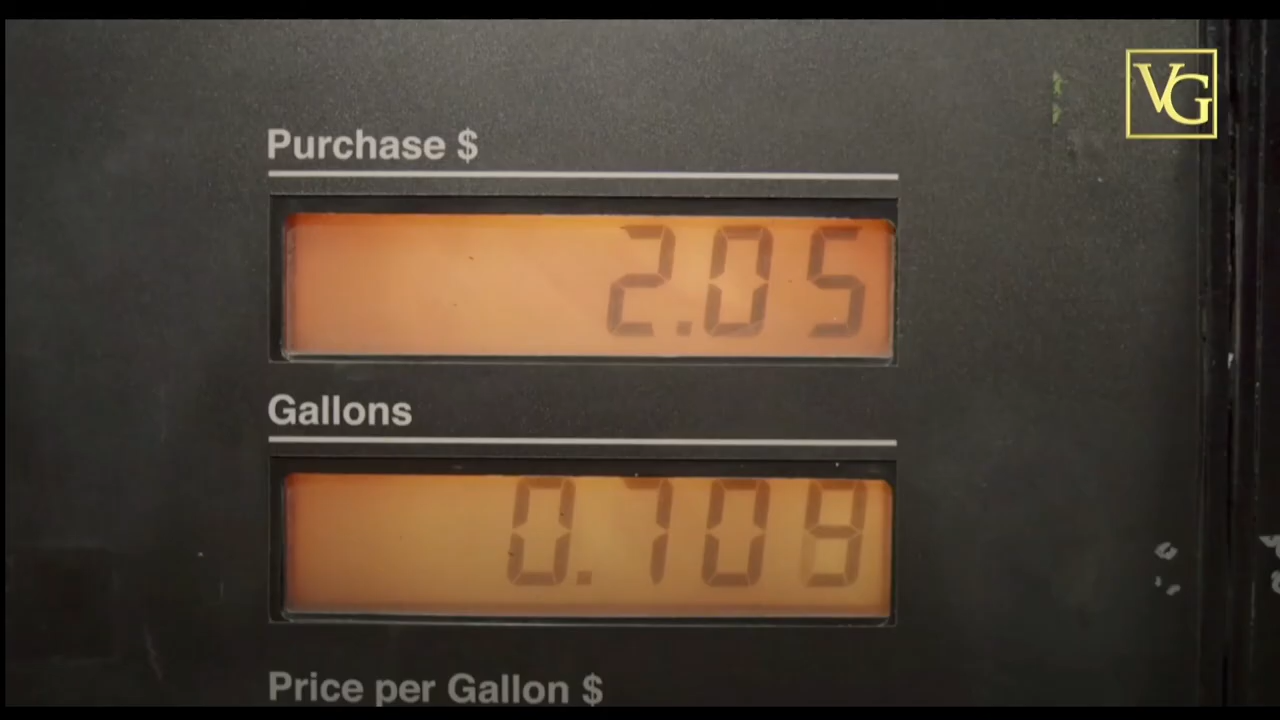 VG
Purchase $
2.05
Gallons
0.709
Price per Gallon $